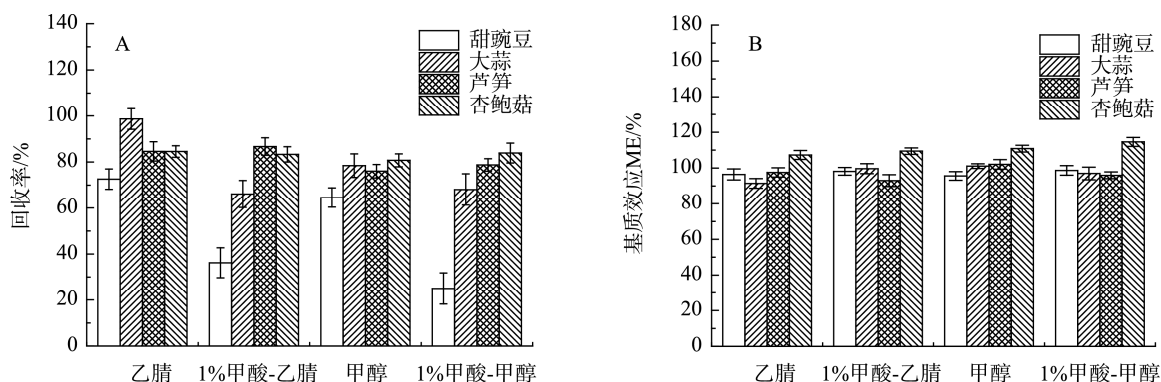 140
120
100
80
60
40
20
0
回收率/%
A
甜豌豆
大蒜
芦笋
杏鲍菇
乙腈
1%甲酸-乙腈
甲醇
1%甲酸-甲醇
180
160
140
120
100
80
60
40
20
0
基质效应ME/%
B
甜豌豆
大蒜
芦笋
杏鲍菇
乙腈
1%甲酸-乙腈
甲醇
1%甲酸-甲醇